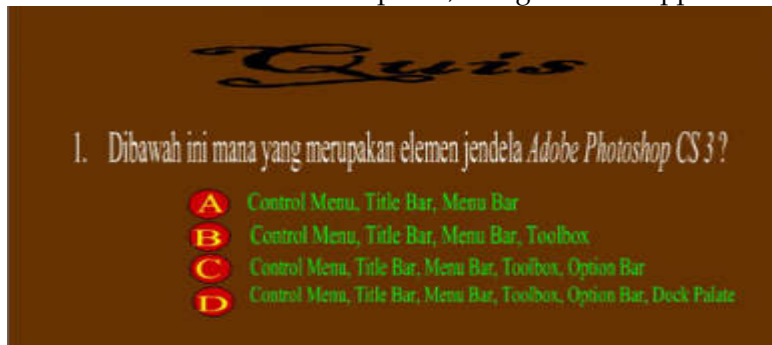 Quis
1. Dibawah ini mana yang merupakan elemen jendela Adobe Photoshop CS 3 ?
A Control Menu, Title Bar, Menu Bar
B Control Menu, Title Bar, Menu Bar, Toolbox
C Control Menu, Title Bar, Menu Bar, Toolbox, Option Bar
D Control Menu, Title Bar, Menu Bar, Toolbox, Option Bar, Dock Palate